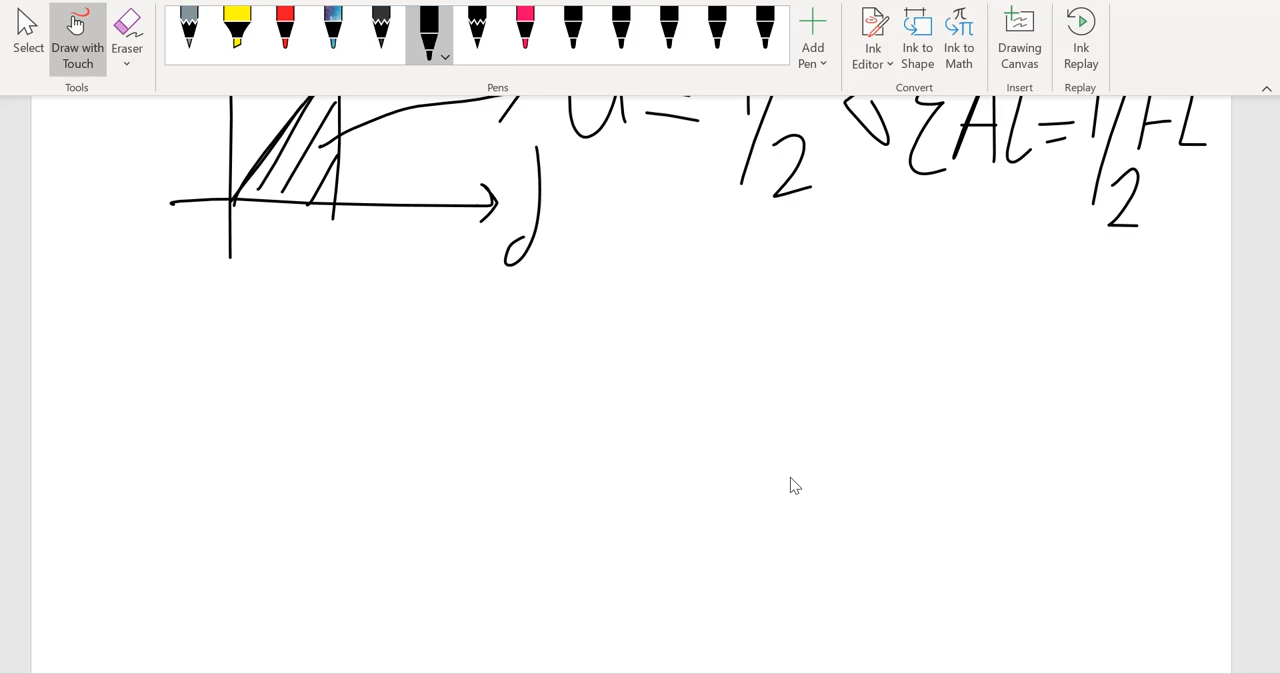 Select
Draw with Touch
Eraser
Tools
Pens
Add Pen
Ink Editor
Ink to Shape
Ink to Math
Convert
Drawing Canvas
Insert
Ink Replay
Replay
U = 1/2 σεAL = 1/2 FL
d